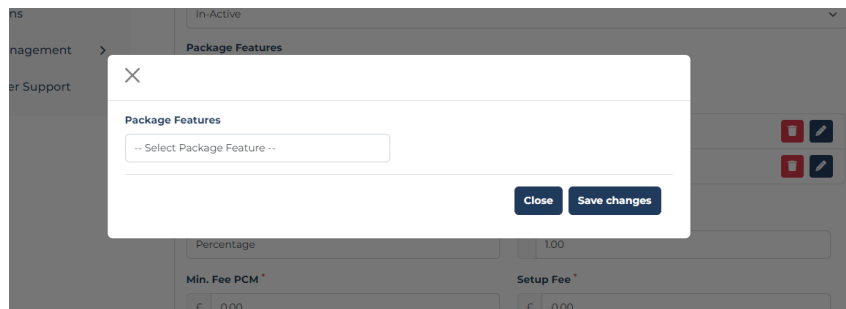 ns
In-Active
nagement
Package Features
er Support
Package Features
-- Select Package Feature --
Close Save changes
Percentage 1.00
Min. Fee PCM * Setup Fee *
£ 0.00 £ 0.00